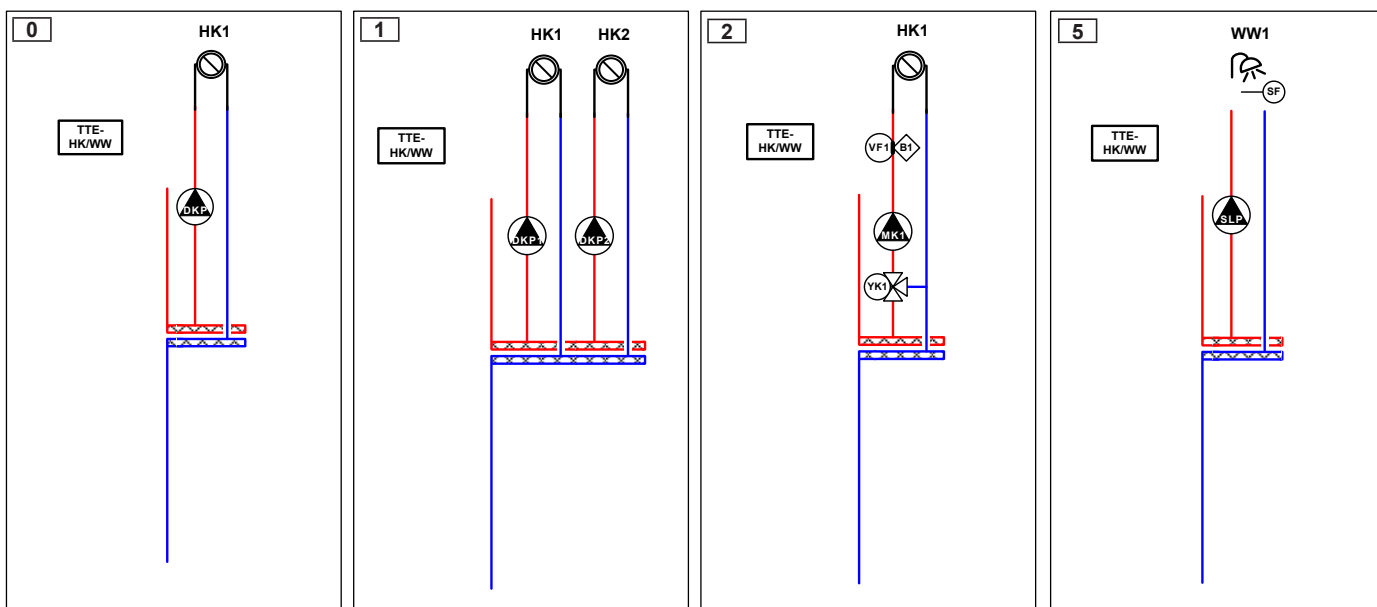 0
HK1
TTE-
HK/WW
DKP
1
HK1 HK2
TTE-
HK/WW
DKP1 DKP2
2
HK1
TTE-
HK/WW
VF1 B1
MK1
YK1
5
WW1
SF
TTE-
HK/WW
SLP